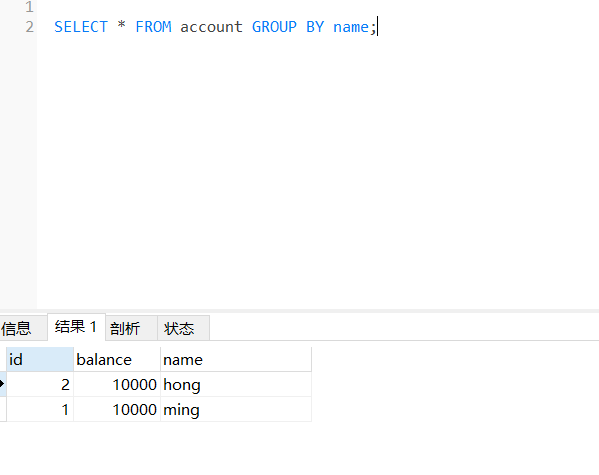 1
2 SELECT * FROM account GROUP BY name;
信息 结果 1 剖析 状态
id balance name
2 10000 hong
1 10000 ming